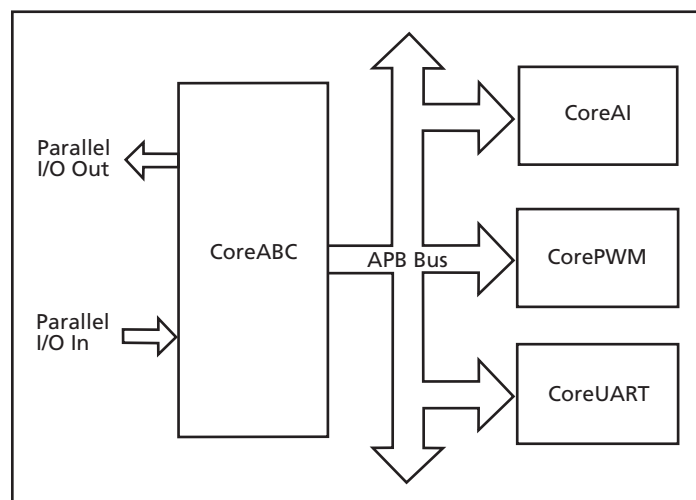 Parallel
I/O Out
Parallel
I/O In
CoreABC
APB Bus
CoreAI
CorePWM
CoreUART